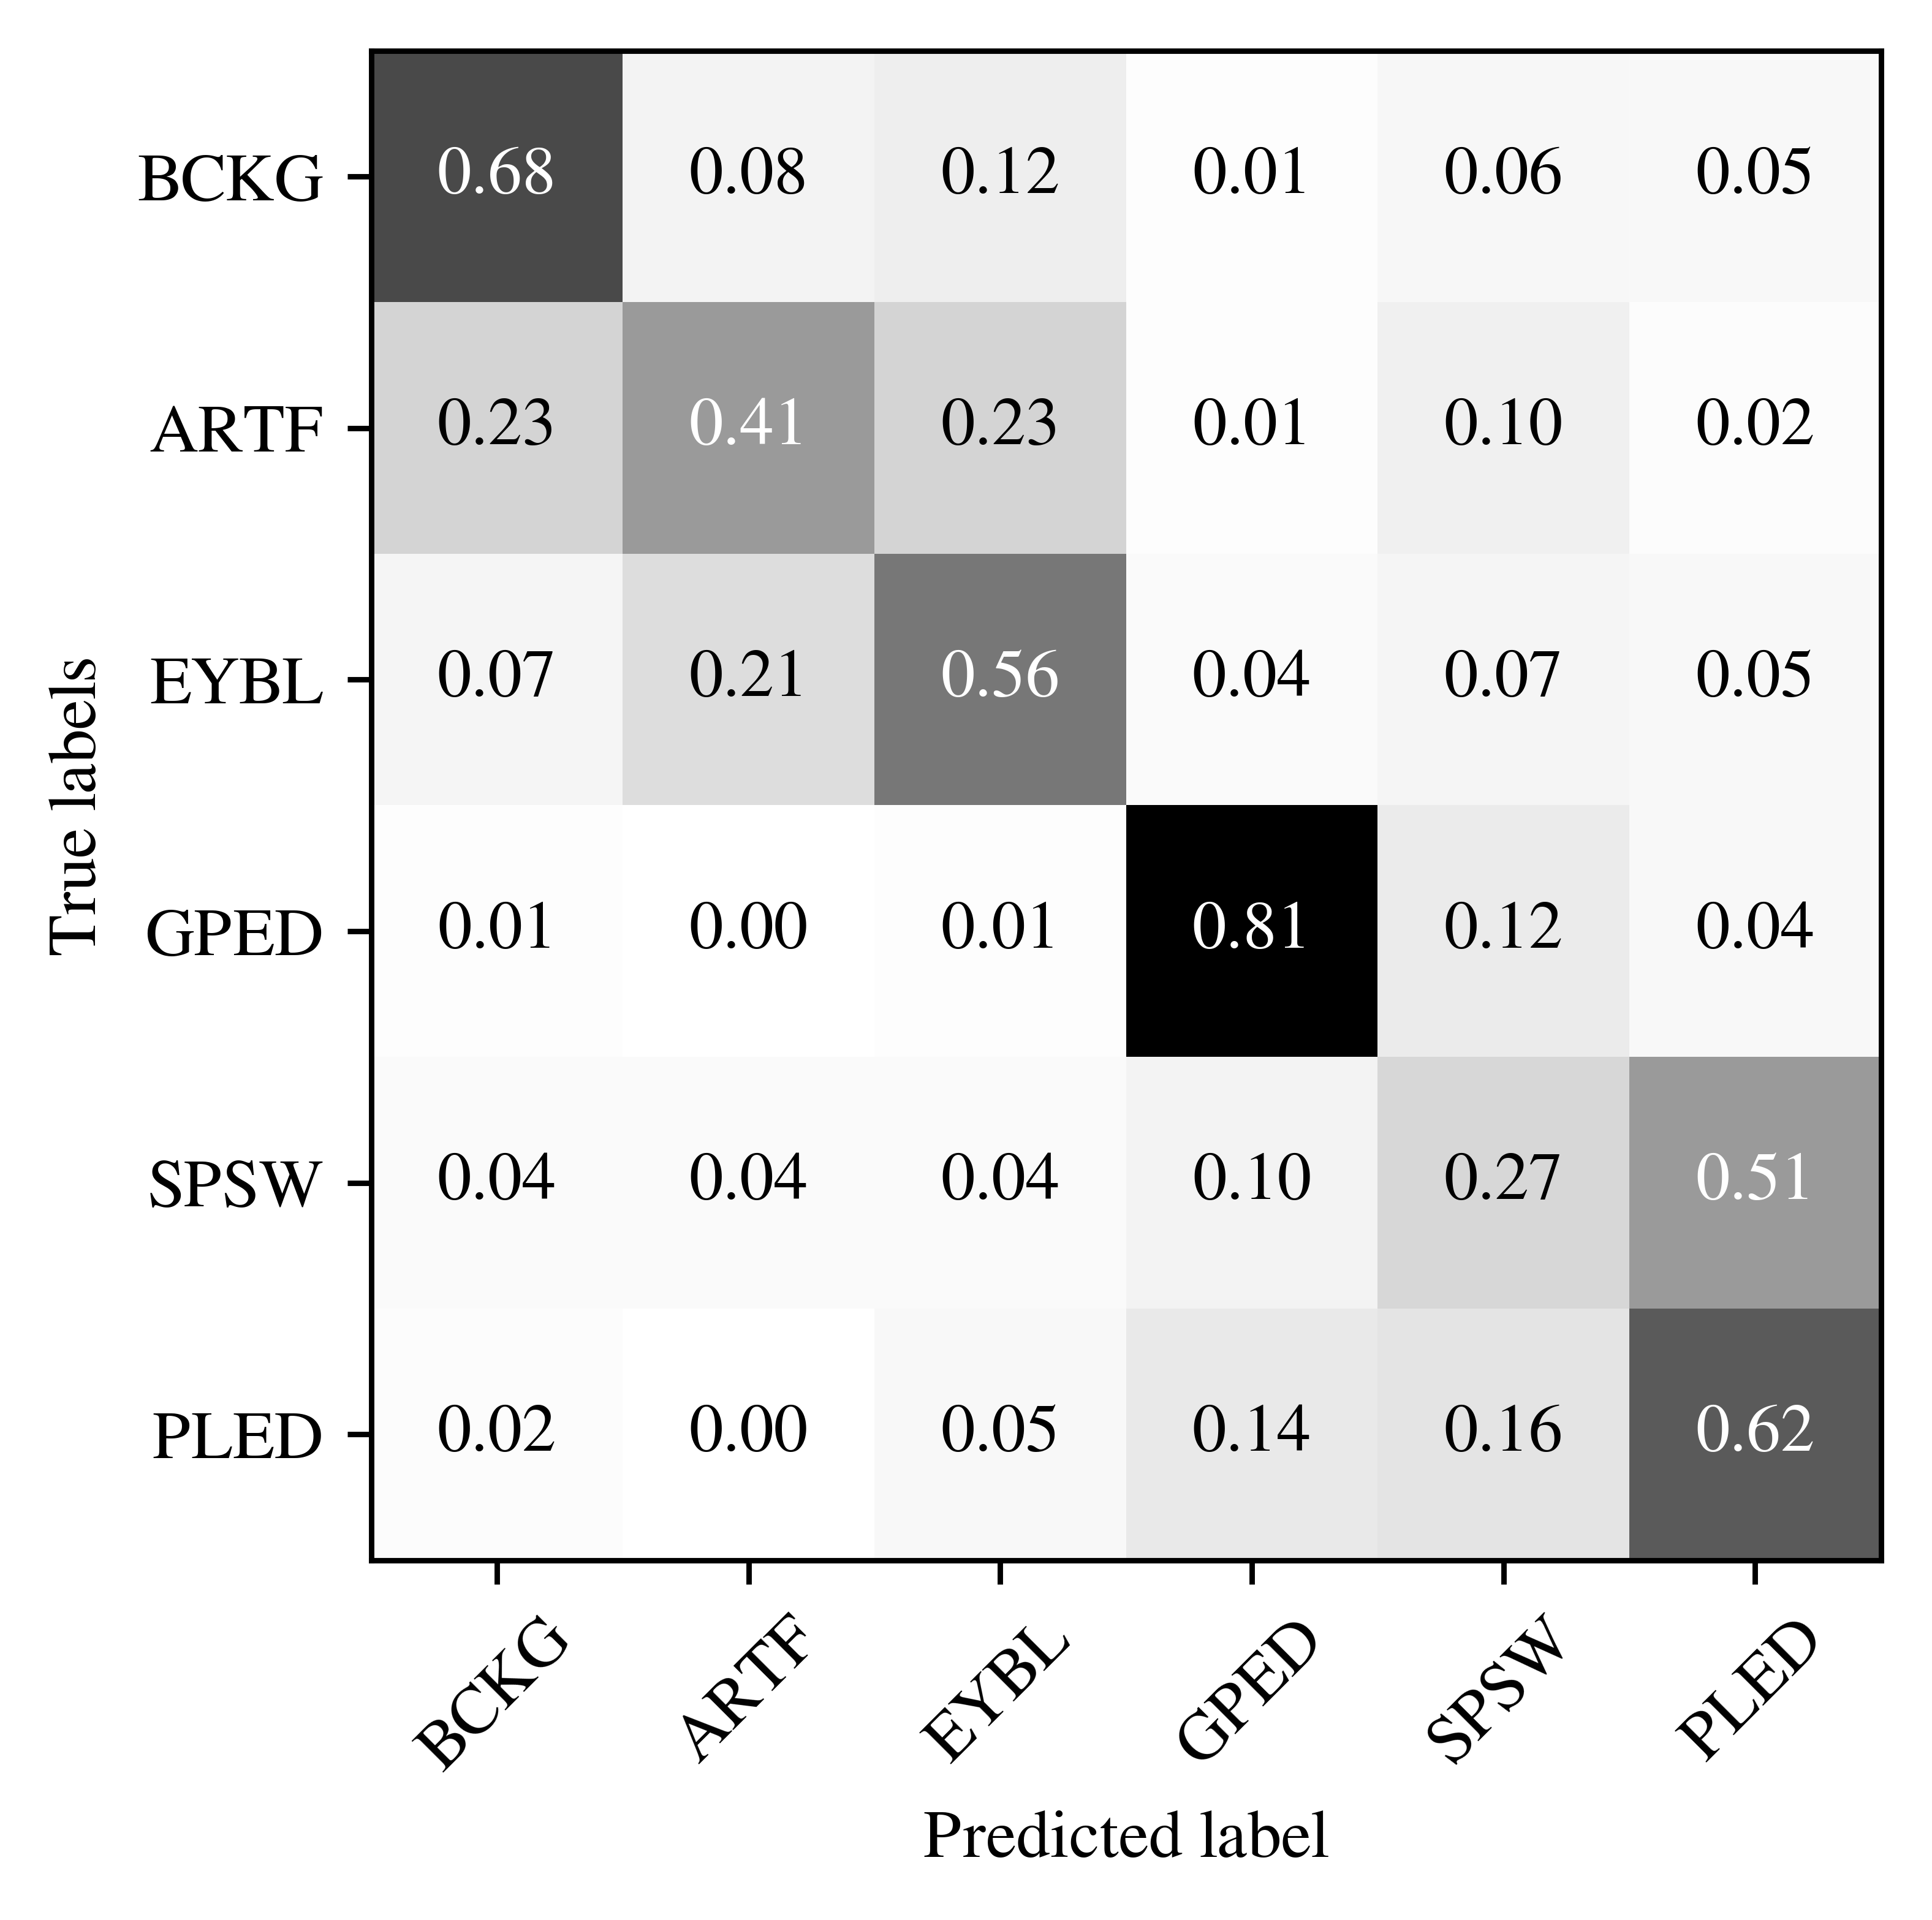 BCKG 0.68 0.08 0.12 0.01 0.06 0.05
ARTF 0.23 0.41 0.23 0.01 0.10 0.02
EYBL 0.07 0.21 0.56 0.04 0.07 0.05
GPED 0.01 0.00 0.01 0.81 0.12 0.04
SPSW 0.04 0.04 0.04 0.10 0.27 0.51
PLED 0.02 0.00 0.05 0.14 0.16 0.62
True labels
BCKG ARTF EYBL GPED SPSW PLED
Predicted label